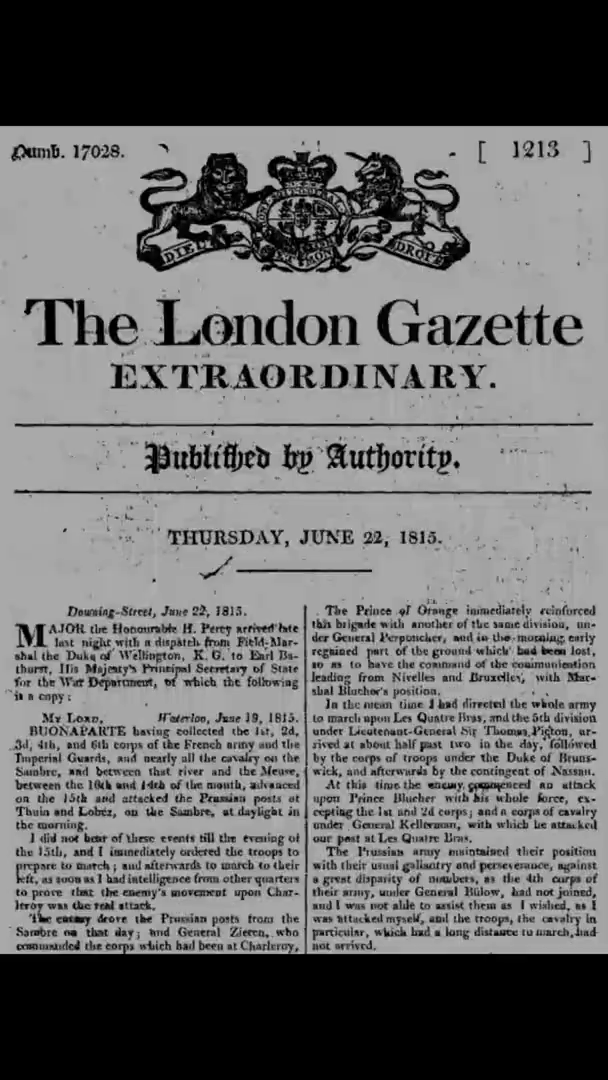 Numb. 17028.
[ 1213 ]
DIEU
DROIT
The London Gazette
EXTRAORDINARY.
Published by Authority.
THURSDAY, JUNE 22, 1815.
Downing-Street, June 22, 1815.
MAJOR the Honourable H. Percy arrived late
last night with a dispatch from Field-Mar-
shal the Duke of Wellington, K. G. to Earl Ba-
thurst, His Majesty's Principal Secretary of State
for the War Department, of which the following
is a copy:
My Lord, Waterloo, June 19, 1815.
BUONAPARTE having collected the 1st, 2d,
3d, 4th, and 6th corps of the French army and the
Imperial Guards, and nearly all the cavalry on the
Sambre, and between that river and the Meuse,
between the 10th and 14th of the month, advanced
on the 15th and attacked the Prussian posts at
Thuin and Lobez, on the Sambre, at daylight in
the morning.
I did not hear of these events till the evening of
the 15th, and I immediately ordered the troops to
prepare to march; and afterwards to march to their
left, as soon as I had intelligence from other quarters
to prove that the enemy's movement upon Char-
leroy was the real attack.
The enemy drove the Prussian posts from the
Sambre on that day; and General Zieten, who
commanded the corps which had been at Charleroy,
The Prince of Orange immediately reinforced
this brigade with another of the same division, un-
der General Perponcher, and in the morning early
regained part of the ground which had been lost,
so as to have the command of the communication
leading from Nivelles and Bruxelles, with Mar-
shal Blucher's position.
In the mean time I had directed the whole army
to march upon Les Quatre Bras, and the 5th division
under Lieutenant-General Sir Thomas Picton, ar-
rived at about half past two in the day, followed
by the corps of troops under the Duke of Bruns-
wick, and afterwards by the contingent of Nassau.
At this time the enemy commenced an attack
upon Prince Blucher with his whole force, ex-
cepting the 1st and 2d corps; and a corps of cavalry
under General Kellerman, with which he attacked
our post at Les Quatre Bras.
The Prussian army maintained their position
with their usual gallantry and perseverance, against
a great disparity of numbers, as the 4th corps of
their army, under General Bülow, had not joined,
and I was not able to assist them as I wished, as I
was attacked myself, and the troops, the cavalry in
particular, which had a long distance to march, had
not arrived.